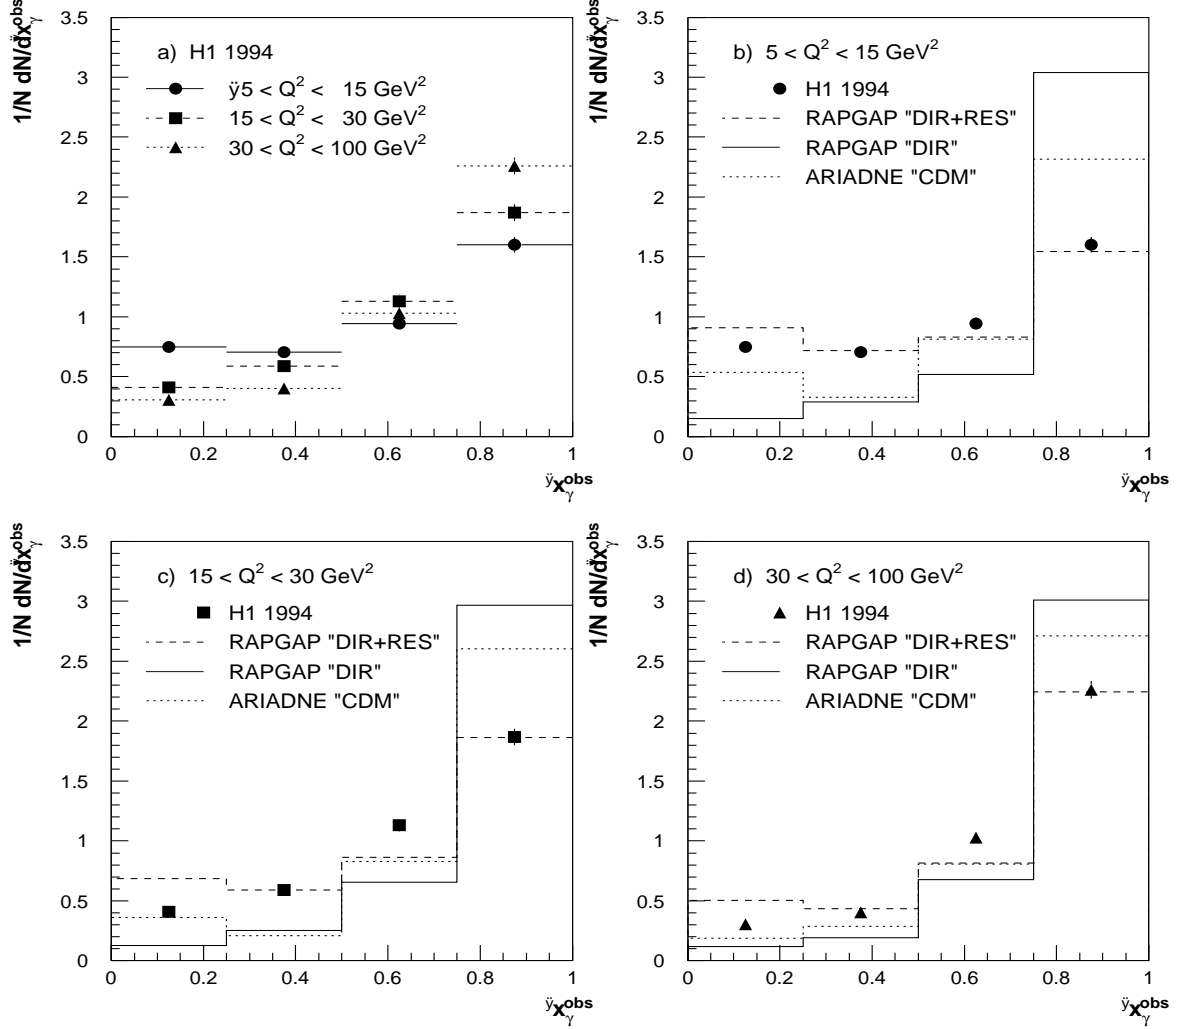 1/N dN/dÿx_γ^obs
3.5
3
2.5
2
1.5
1
0.5
0
a) H1 1994
ÿ5 < Q² < 15 GeV²
15 < Q² < 30 GeV²
30 < Q² < 100 GeV²
0 0.2 0.4 0.6 0.8 1
ÿx_γ^obs
1/N dN/dÿx_γ^obs
3.5
3
2.5
2
1.5
1
0.5
0
b) 5 < Q² < 15 GeV²
H1 1994
RAPGAP "DIR+RES"
RAPGAP "DIR"
ARIADNE "CDM"
0 0.2 0.4 0.6 0.8 1
ÿx_γ^obs
1/N dN/dÿx_γ^obs
3.5
3
2.5
2
1.5
1
0.5
0
c) 15 < Q² < 30 GeV²
H1 1994
RAPGAP "DIR+RES"
RAPGAP "DIR"
ARIADNE "CDM"
0 0.2 0.4 0.6 0.8 1
ÿx_γ^obs
1/N dN/dÿx_γ^obs
3.5
3
2.5
2
1.5
1
0.5
0
d) 30 < Q² < 100 GeV²
H1 1994
RAPGAP "DIR+RES"
RAPGAP "DIR"
ARIADNE "CDM"
0 0.2 0.4 0.6 0.8 1
ÿx_γ^obs